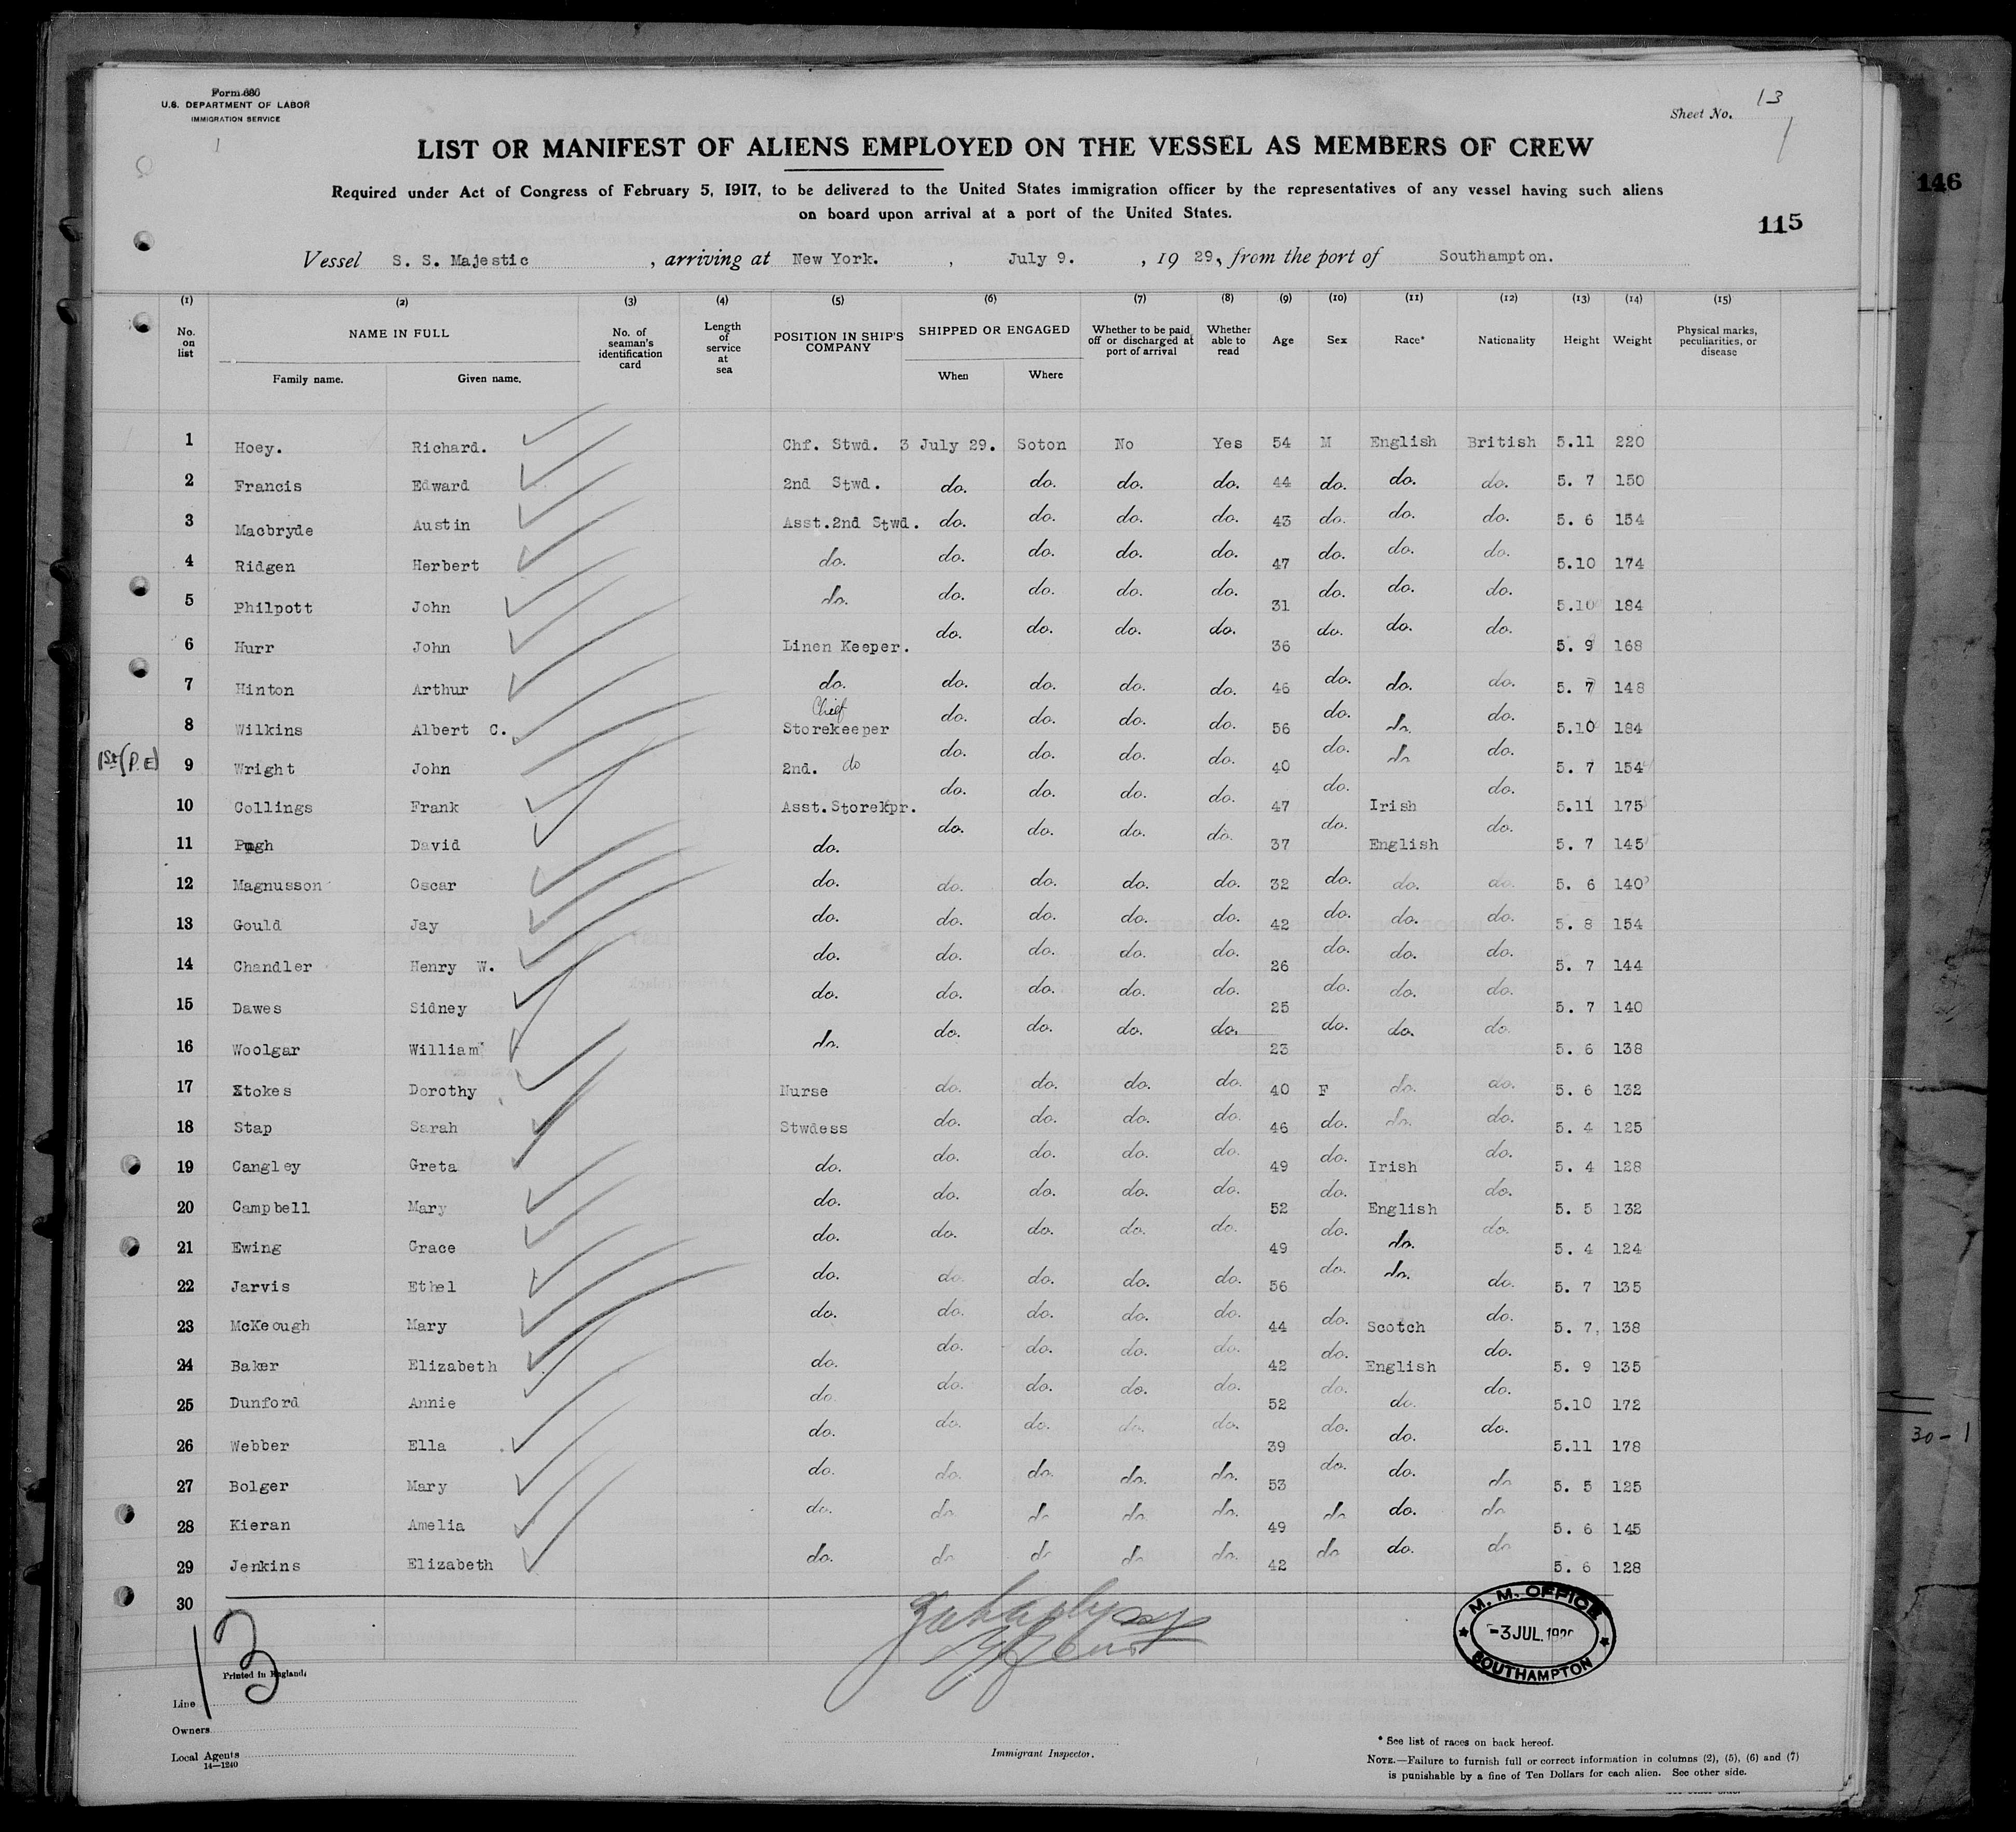 Form 680
U.S. DEPARTMENT OF LABOR
IMMIGRATION SERVICE
Sheet No. 13
1
LIST OR MANIFEST OF ALIENS EMPLOYED ON THE VESSEL AS MEMBERS OF CREW
Required under Act of Congress of February 5, 1917, to be delivered to the United States immigration officer by the representatives of any vessel having such aliens
on board upon arrival at a port of the United States.
146
115
Vessel S. S. Majestic , arriving at New York. , July 9. , 19 29, from the port of Southampton.
(1) (2) (3) (4) (5) (6) (7) (8) (9) (10) (11) (12) (13) (14) (15)
No. on list NAME IN FULL Family name. Given name. No. of seaman's identification card Length of service at sea POSITION IN SHIP'S COMPANY SHIPPED OR ENGAGED When Where Whether to be paid off or discharged at port of arrival Whether able to read Age Sex Race* Nationality Height Weight Physical marks, peculiarities, or disease
1 Hoey. Richard. Chf. Stwd. 3 July 29. Soton No Yes 54 M English British 5.11 220
2 Francis Edward 2nd Stwd. do. do. do. do. 44 do. do. do. 5. 7 150
3 Macbryde Austin Asst.2nd Stwd. do. do. do. do. 43 do. do. do. 5. 6 154
4 Ridgen Herbert do. do. do. do. do. 47 do. do. do. 5.10 174
5 Philpott John do. do. do. do. do. 31 do. do. do. 5.10 184
6 Hurr John Linen Keeper. do. do. do. do. 36 do. do. do. 5. 9 168
7 Hinton Arthur do. do. do. do. do. 46 do. do. do. 5. 7 148
8 Wilkins Albert C. Chief Storekeeper do. do. do. do. 56 do. do. do. 5.10 184
1st (P.E) 9 Wright John 2nd. do do. do. do. do. 40 do. do do. 5. 7 154
10 Collings Frank Asst.Storekpr. do. do. do. do. 47 do. Irish do. 5.11 175
11 Pugh David do. do. do. do. do. 37 do. English do. 5. 7 145
12 Magnusson Oscar do. do. do. do. do. 32 do. do. do. 5. 6 140
13 Gould Jay do. do. do. do. do. 42 do. do. do. 5. 8 154
14 Chandler Henry W. do. do. do. do. do. 26 do. do. do. 5. 7 144
15 Dawes Sidney do. do. do. do. do. 25 do. do. do. 5. 7 140
16 Woolgar William do. do. do. do. do. 23 do. do. do. 5. 6 138
17 Stokes Dorothy Nurse do. do. do. do. 40 F do. do. 5. 6 132
18 Stap Sarah Stwdess do. do. do. do. 46 do. do. do. 5. 4 125
19 Cangley Greta do. do. do. do. do. 49 do. Irish do. 5. 4 128
20 Campbell Mary do. do. do. do. do. 52 do. English do. 5. 5 132
21 Ewing Grace do. do. do. do. do. 49 do. do. do. 5. 4 124
22 Jarvis Ethel do. do. do. do. do. 56 do. do. do. 5. 7 135
23 McKeough Mary do. do. do. do. do. 44 do. Scotch do. 5. 7, 138
24 Baker Elizabeth do. do. do. do. do. 42 do. English do. 5. 9 135
25 Dunford Annie do. do. do. do. do. 52 do. do. do. 5.10 172
26 Webber Ella do. do. do. do. do. 39 do. do. do. 5.11 178
27 Bolger Mary do. do. do. do. do. 53 do. do. do 5. 5 125
28 Kieran Amelia do. do. do do. do. 49 do do. do 5. 6 145
29 Jenkins Elizabeth do. do do do do. 42 do do. do 5. 6 128
30
30 - 1
M. M. OFFICE
-3 JUL. 
SOUTHAMPTON
13
Printed in England.
Line
Owners
Local Agents
14—1240
Immigrant Inspector.
* See list of races on back hereof.
NOTE.—Failure to furnish full or correct information in columns (2), (5), (6) and (7)
is punishable by a fine of Ten Dollars for each alien. See other side.